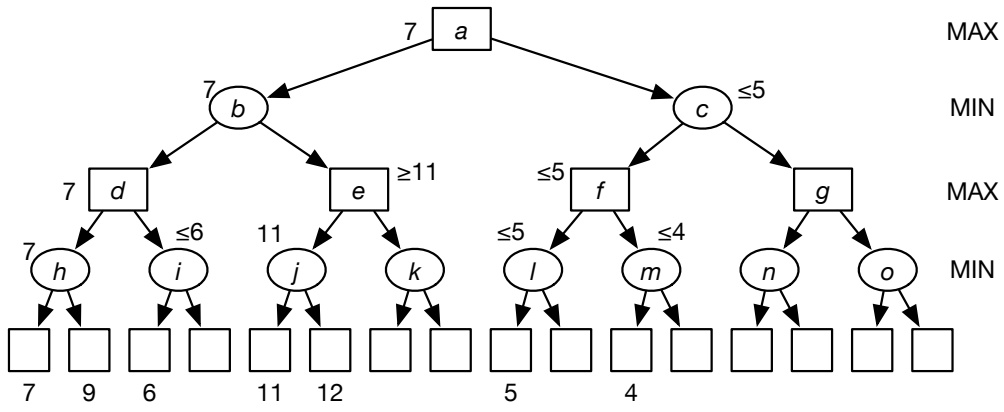 7 a MAX
7 b c ≤5 MIN
7 d e ≥11 ≤5 f g MAX
7 h ≤6 i 11 j k ≤5 l ≤4 m n o MIN
7 9 6 11 12 5 4